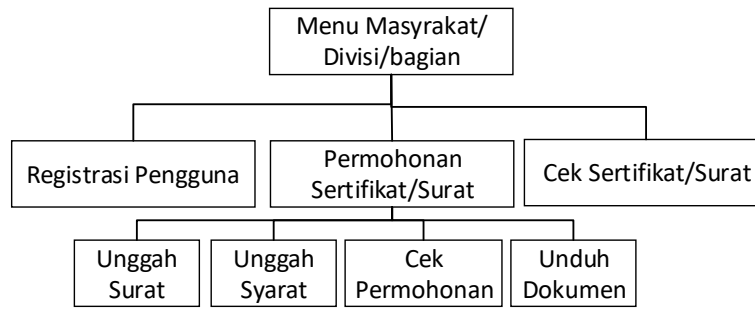 Menu Masyrakat/
Divisi/bagian
Registrasi Pengguna
Permohonan
Sertifikat/Surat
Cek Sertifikat/Surat
Unggah
Surat
Unggah
Syarat
Cek
Permohonan
Unduh
Dokumen